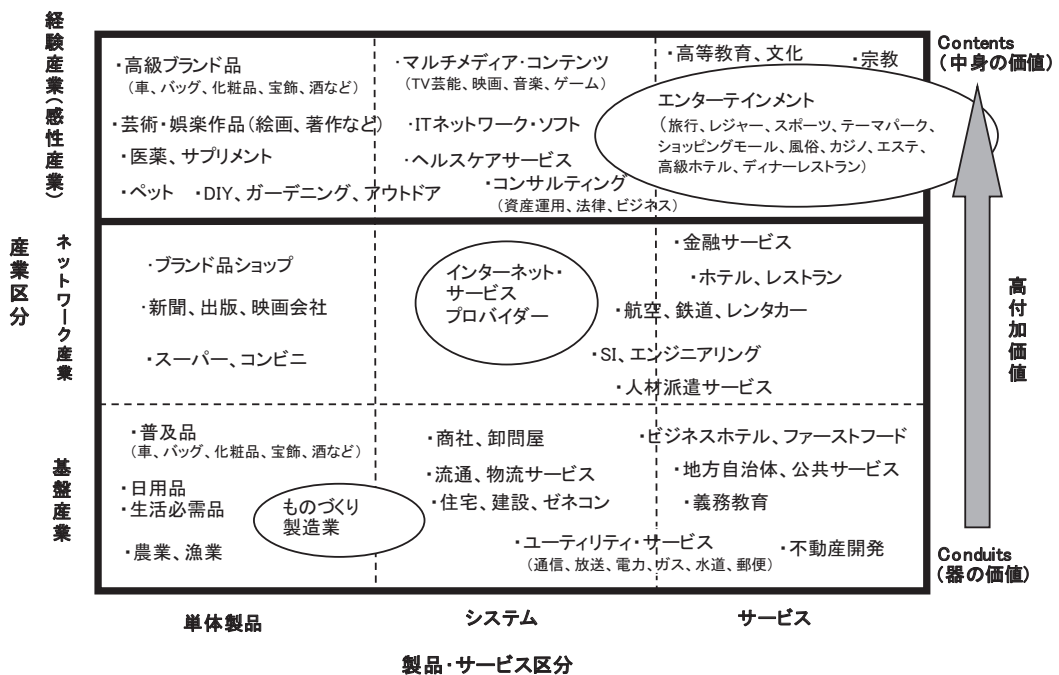 経験産業(感性産業)
・高級ブランド品
(車、バッグ、化粧品、宝飾、酒など)
・芸術・娯楽作品(絵画、著作など)
・医薬、サプリメント
・ペット
・DIY、ガーデニング、アウトドア
・マルチメディア・コンテンツ
(TV芸能、映画、音楽、ゲーム)
・ITネットワーク・ソフト
・ヘルスケアサービス
・コンサルティング
(資産運用、法律、ビジネス)
・高等教育、文化
・宗教
エンターテインメント
(旅行、レジャー、スポーツ、テーマパーク、
ショッピングモール、風俗、カジノ、エステ、
高級ホテル、ディナーレストラン)
Contents
(中身の価値)
産業区分
ネットワーク産業
・ブランド品ショップ
・新聞、出版、映画会社
・スーパー、コンビニ
インターネット・
サービス
プロバイダー
・金融サービス
・ホテル、レストラン
・航空、鉄道、レンタカー
・SI、エンジニアリング
・人材派遣サービス
高付加価値
基盤産業
・普及品
(車、バッグ、化粧品、宝飾、酒など)
・日用品
・生活必需品
・農業、漁業
ものづくり
製造業
・商社、卸問屋
・流通、物流サービス
・住宅、建設、ゼネコン
・ユーティリティ・サービス
(通信、放送、電力、ガス、水道、郵便)
・ビジネスホテル、ファーストフード
・地方自治体、公共サービス
・義務教育
・不動産開発
Conduits
(器の価値)
単体製品
システム
サービス
製品・サービス区分